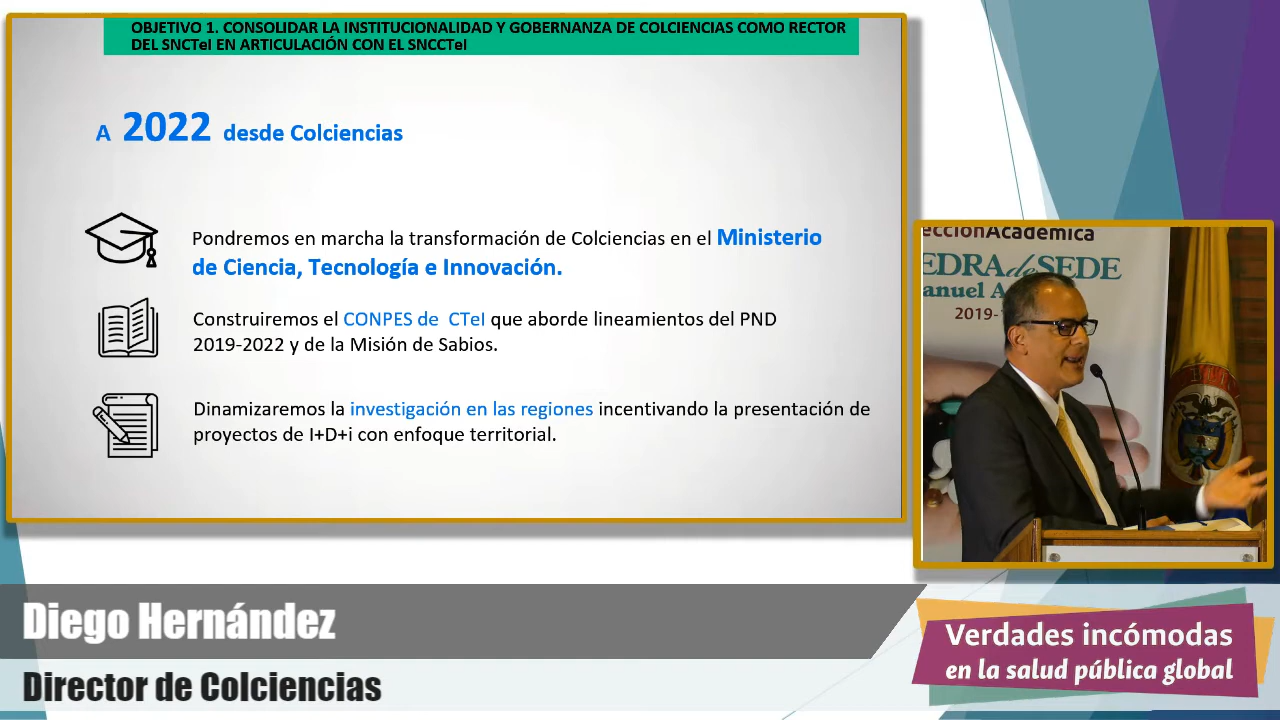 OBJETIVO 1. CONSOLIDAR LA INSTITUCIONALIDAD Y GOBERNANZA DE COLCIENCIAS COMO RECTOR
DEL SNCTeI EN ARTICULACIÓN CON EL SNCCTeI
A 2022 desde Colciencias
Pondremos en marcha la transformación de Colciencias en el Ministerio
de Ciencia, Tecnología e Innovación.
Construiremos el CONPES de CTeI que aborde lineamientos del PND
2019-2022 y de la Misión de Sabios.
Dinamizaremos la investigación en las regiones incentivando la presentación de
proyectos de I+D+i con enfoque territorial.
eccionAcadémica
EDRA de SEDE
anuel A
2019-
Diego Hernández
Director de Colciencias
Verdades incómodas
en la salud pública global